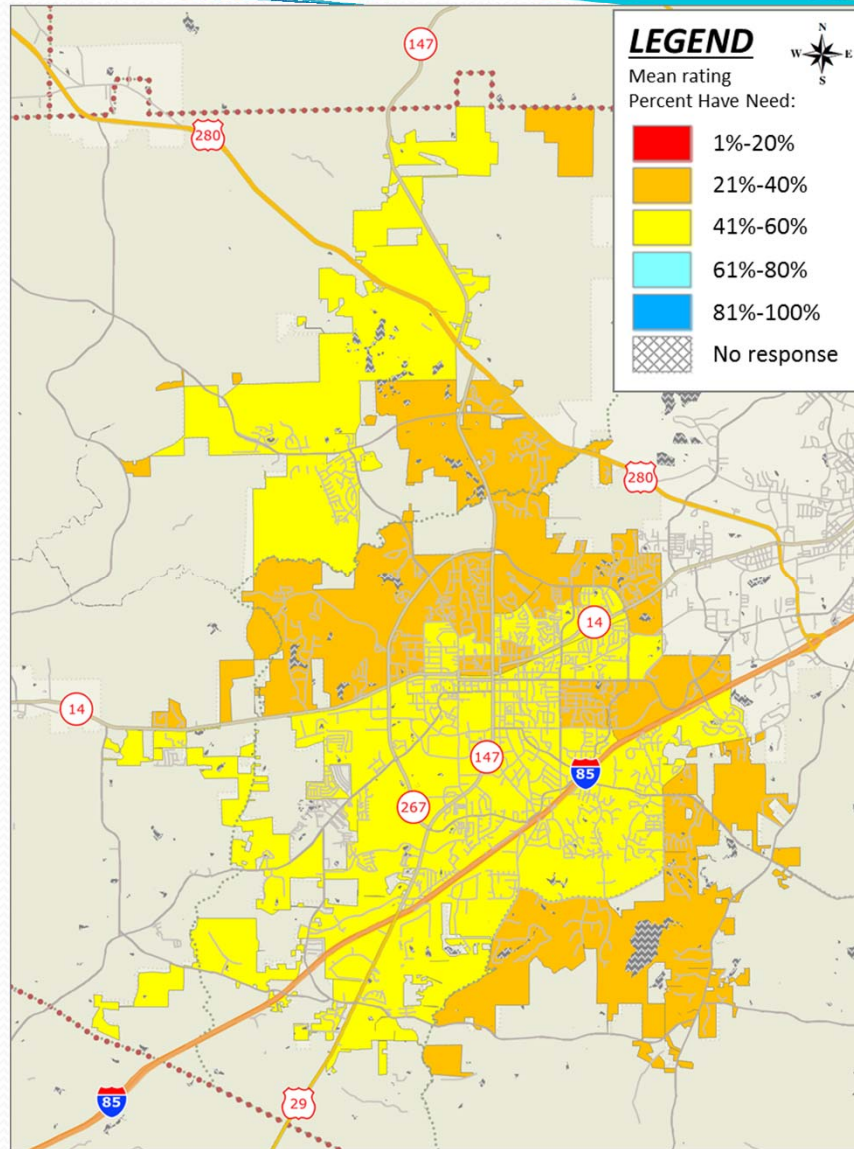 147
LEGEND
N
W E
S
Mean rating
Percent Have Need:
1%-20%
21%-40%
41%-60%
61%-80%
81%-100%
No response
280
280
14
14
147
85
267
85
29